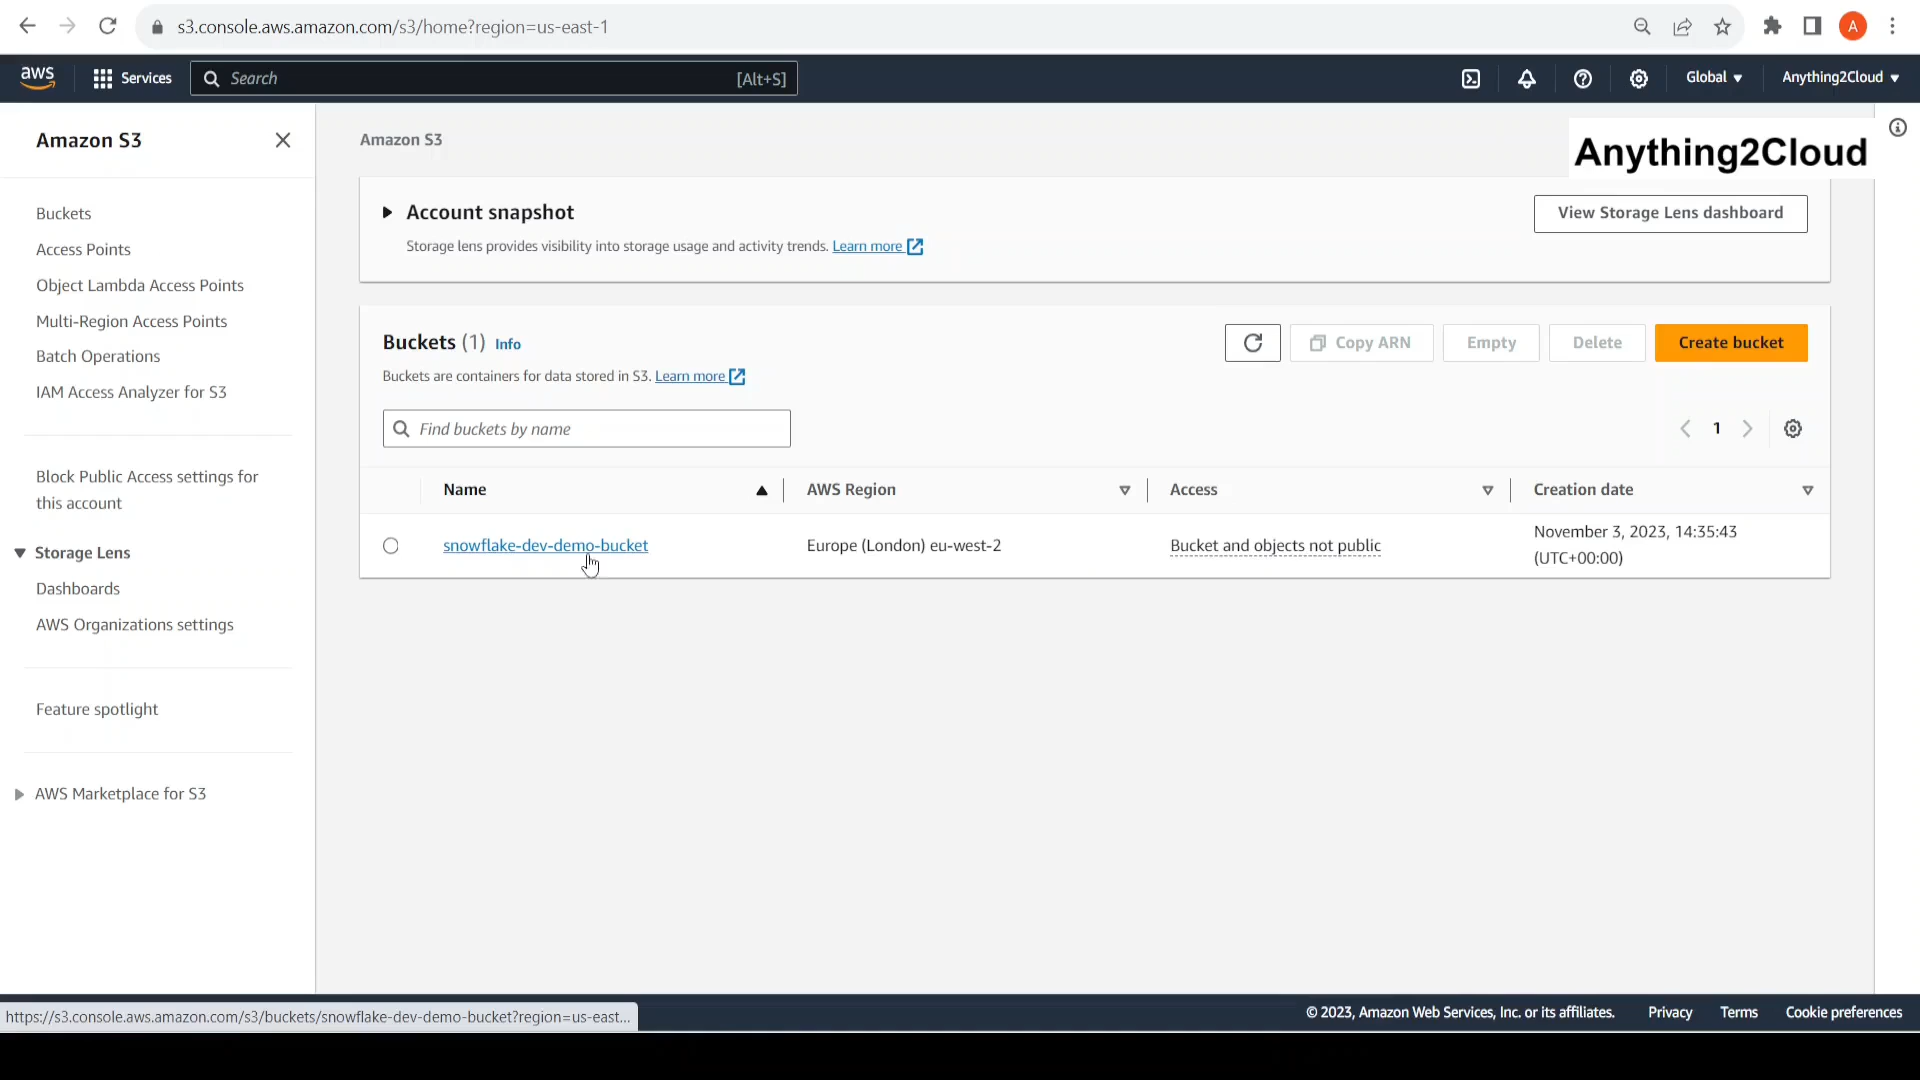 s3.console.aws.amazon.com/s3/home?region=us-east-1
A
aws
Services
Search
[Alt+S]
Global
Anything2Cloud
Amazon S3
Buckets
Access Points
Object Lambda Access Points
Multi-Region Access Points
Batch Operations
IAM Access Analyzer for S3
Block Public Access settings for
this account
Storage Lens
Dashboards
AWS Organizations settings
Feature spotlight
AWS Marketplace for S3
Amazon S3
Anything2Cloud
Account snapshot
View Storage Lens dashboard
Storage lens provides visibility into storage usage and activity trends. Learn more
Buckets (1) Info
Copy ARN
Empty
Delete
Create bucket
Buckets are containers for data stored in S3. Learn more
Find buckets by name
1
Name
AWS Region
Access
Creation date
snowflake-dev-demo-bucket
Europe (London) eu-west-2
Bucket and objects not public
November 3, 2023, 14:35:43
(UTC+00:00)
https://s3.console.aws.amazon.com/s3/buckets/snowflake-dev-demo-bucket?region=us-east...
© 2023, Amazon Web Services, Inc. or its affiliates.
Privacy
Terms
Cookie preferences